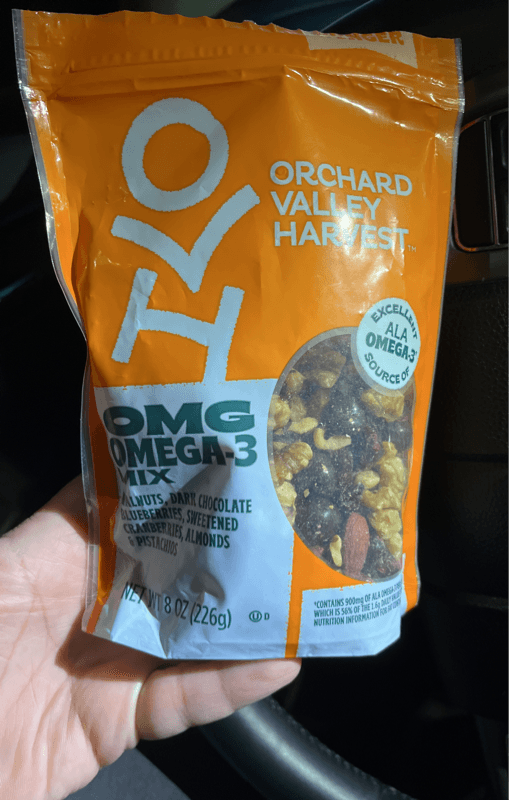 ORCHARD
VALLEY
HARVEST™
EXCELLENT
ALA
OMEGA-3*
SOURCE OF
OVH
OMG
OMEGA-3
MIX
WALNUTS, DARK CHOCOLATE
BLUEBERRIES, SWEETENED
CRANBERRIES, ALMONDS
& PISTACHIOS
NET WT 8 OZ (226g)
U D
*CONTAINS 900mg OF ALA OMEGA-3
WHICH IS 56% OF THE 1.6g DAILY
NUTRITION INFORMATION FOR